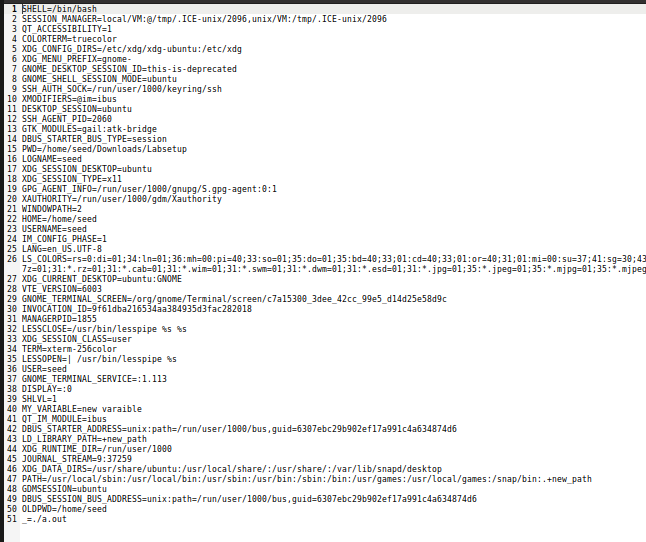 1 SHELL=/bin/bash
2 SESSION_MANAGER=local/VM:@/tmp/.ICE-unix/2096,unix/VM:/tmp/.ICE-unix/2096
3 QT_ACCESSIBILITY=1
4 COLORTERM=truecolor
5 XDG_CONFIG_DIRS=/etc/xdg/xdg-ubuntu:/etc/xdg
6 XDG_MENU_PREFIX=gnome-
7 GNOME_DESKTOP_SESSION_ID=this-is-deprecated
8 GNOME_SHELL_SESSION_MODE=ubuntu
9 SSH_AUTH_SOCK=/run/user/1000/keyring/ssh
10 XMODIFIERS=@im=ibus
11 DESKTOP_SESSION=ubuntu
12 SSH_AGENT_PID=2060
13 GTK_MODULES=gail:atk-bridge
14 DBUS_STARTER_BUS_TYPE=session
15 PWD=/home/seed/Downloads/Labsetup
16 LOGNAME=seed
17 XDG_SESSION_DESKTOP=ubuntu
18 XDG_SESSION_TYPE=x11
19 GPG_AGENT_INFO=/run/user/1000/gnupg/S.gpg-agent:0:1
20 XAUTHORITY=/run/user/1000/gdm/Xauthority
21 WINDOWPATH=2
22 HOME=/home/seed
23 USERNAME=seed
24 IM_CONFIG_PHASE=1
25 LANG=en_US.UTF-8
26 LS_COLORS=rs=0:di=01;34:ln=01;36:mh=00:pi=40;33:so=01;35:do=01;35:bd=40;33;01:cd=40;33;01:or=40;31;01:mi=00:su=37;41:sg=30;43
7z=01;31:*.rz=01;31:*.cab=01;31:*.wim=01;31:*.swm=01;31:*.dwm=01;31:*.esd=01;31:*.jpg=01;35:*.jpeg=01;35:*.mjpg=01;35:*.mjpeg
27 XDG_CURRENT_DESKTOP=ubuntu:GNOME
28 VTE_VERSION=6003
29 GNOME_TERMINAL_SCREEN=/org/gnome/Terminal/screen/c7a15300_3dee_42cc_99e5_d14d25e58d9c
30 INVOCATION_ID=9f61dba216534aa384935d3fac282018
31 MANAGERPID=1855
32 LESSCLOSE=/usr/bin/lesspipe %s %s
33 XDG_SESSION_CLASS=user
34 TERM=xterm-256color
35 LESSOPEN=| /usr/bin/lesspipe %s
36 USER=seed
37 GNOME_TERMINAL_SERVICE=:1.113
38 DISPLAY=:0
39 SHLVL=1
40 MY_VARIABLE=new varaible
41 QT_IM_MODULE=ibus
42 DBUS_STARTER_ADDRESS=unix:path=/run/user/1000/bus,guid=6307ebc29b902ef17a991c4a634874d6
43 LD_LIBRARY_PATH=+new_path
44 XDG_RUNTIME_DIR=/run/user/1000
45 JOURNAL_STREAM=9:37259
46 XDG_DATA_DIRS=/usr/share/ubuntu:/usr/local/share/:/usr/share/:/var/lib/snapd/desktop
47 PATH=/usr/local/sbin:/usr/local/bin:/usr/sbin:/usr/bin:/sbin:/bin:/usr/games:/usr/local/games:/snap/bin:.+new_path
48 GDMSESSION=ubuntu
49 DBUS_SESSION_BUS_ADDRESS=unix:path=/run/user/1000/bus,guid=6307ebc29b902ef17a991c4a634874d6
50 OLDPWD=/home/seed
51 _=./a.out